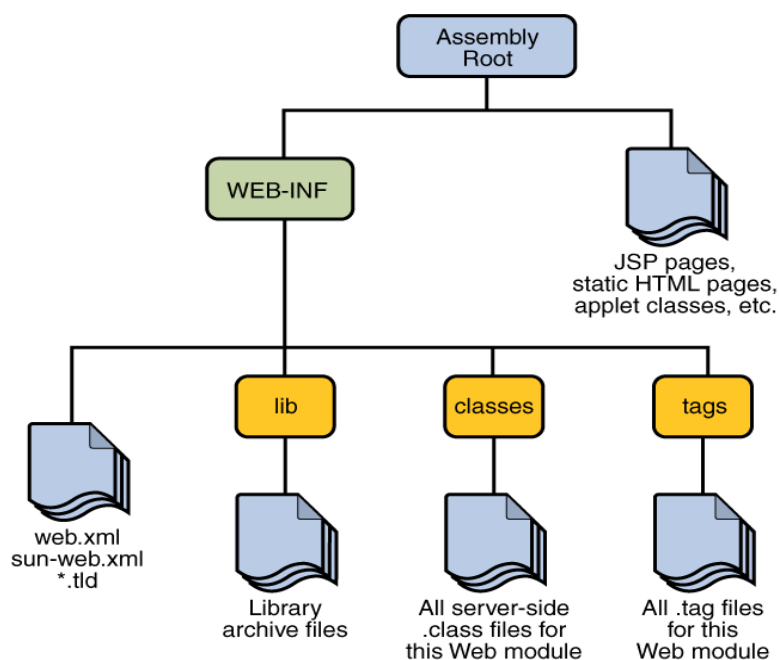 Assembly
Root
WEB-INF
JSP pages,
static HTML pages,
applet classes, etc.
lib
classes
tags
web.xml
sun-web.xml
*.tld
Library
archive files
All server-side
.class files for
this Web module
All .tag files
for this
Web module